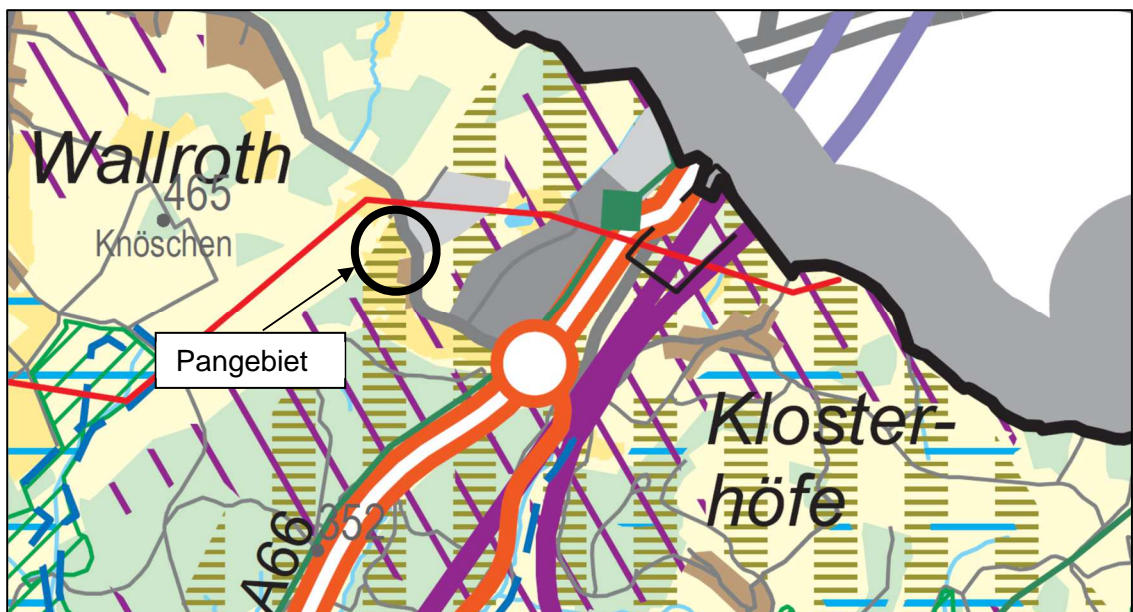 Wallroth
465
Knöschen
Pangebiet
Kloster-
höfe
A66
352